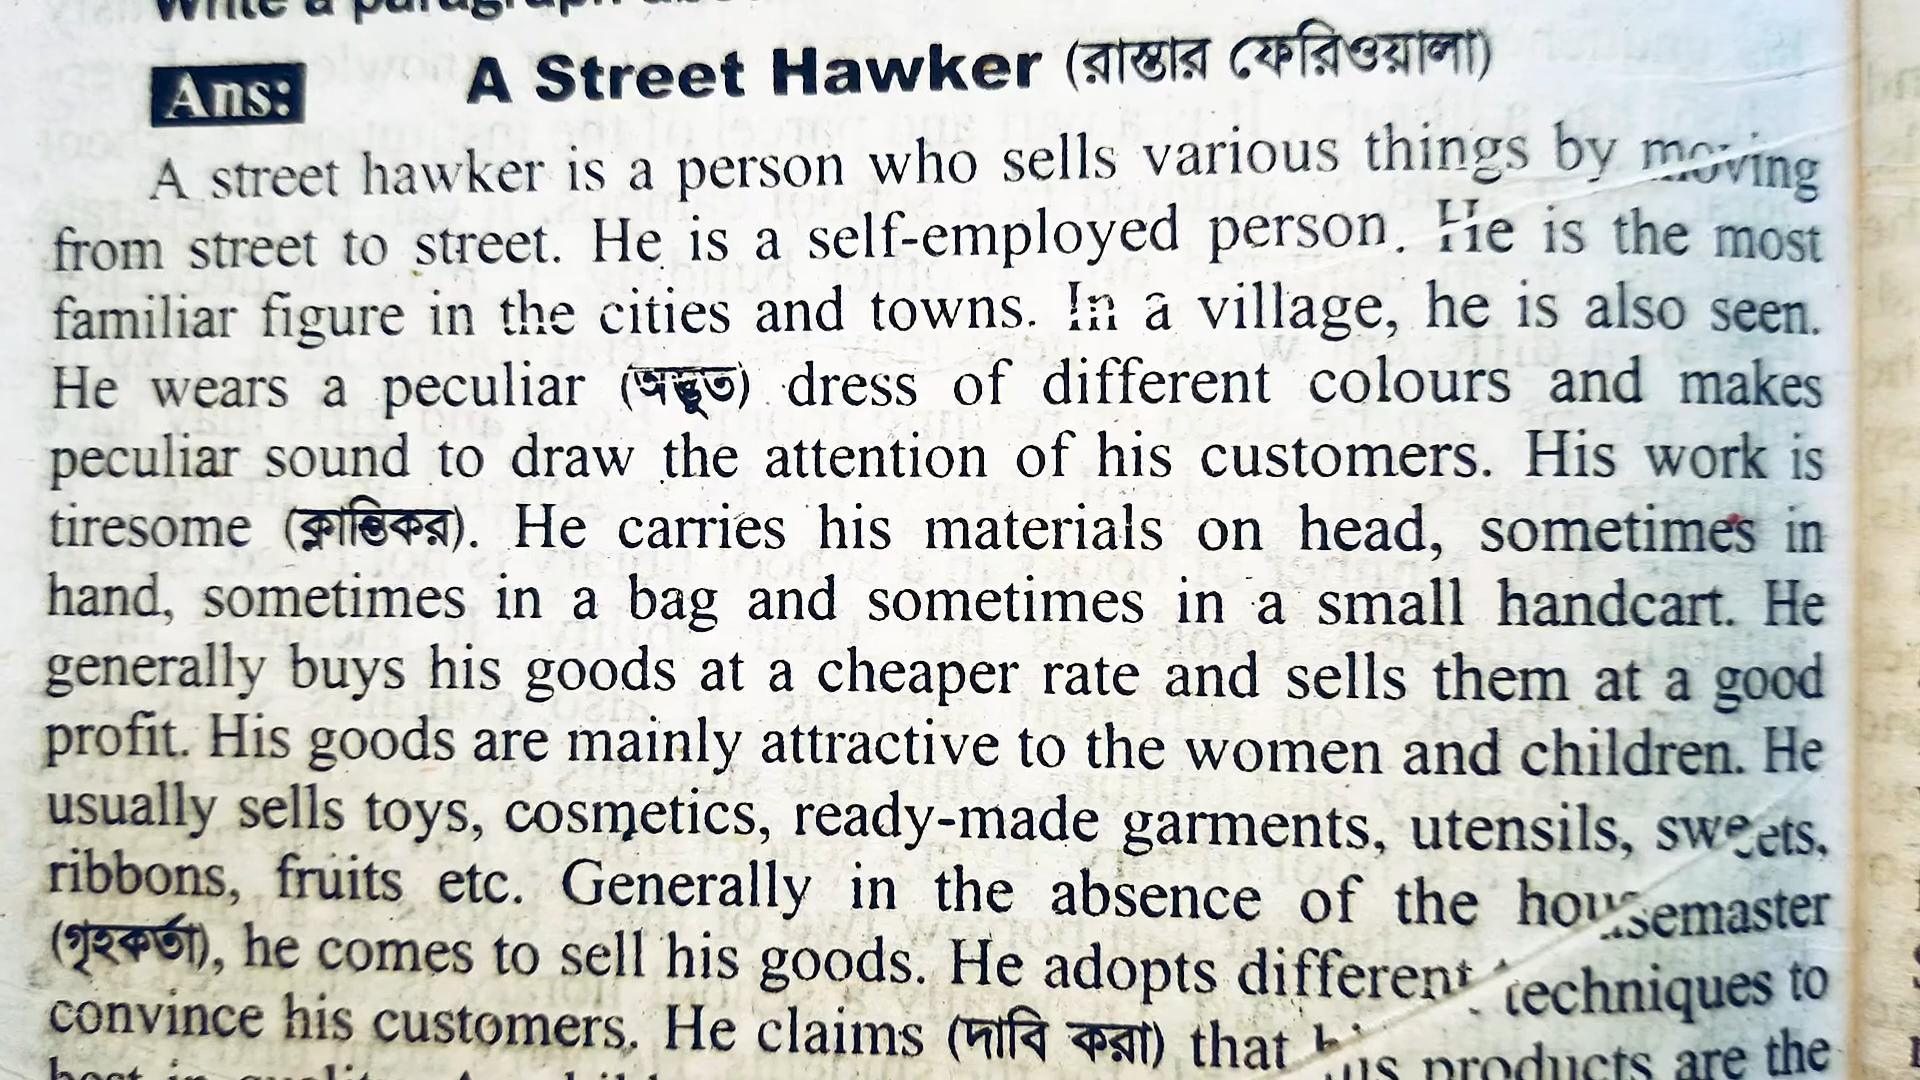 Write a paragraph
Ans: A Street Hawker (রাস্তার ফেরিওয়ালা)
A street hawker is a person who sells various things by moving
from street to street. He is a self-employed person. He is the most
familiar figure in the cities and towns. In a village, he is also seen.
He wears a peculiar (অদ্ভুত) dress of different colours and makes
peculiar sound to draw the attention of his customers. His work is
tiresome (ক্লান্তিকর). He carries his materials on head, sometimes in
hand, sometimes in a bag and sometimes in a small handcart. He
generally buys his goods at a cheaper rate and sells them at a good
profit. His goods are mainly attractive to the women and children. He
usually sells toys, cosmetics, ready-made garments, utensils, sweets,
ribbons, fruits etc. Generally in the absence of the housemaster
(গৃহকর্তা), he comes to sell his goods. He adopts different techniques to
convince his customers. He claims (দাবি করা) that his products are the
best in